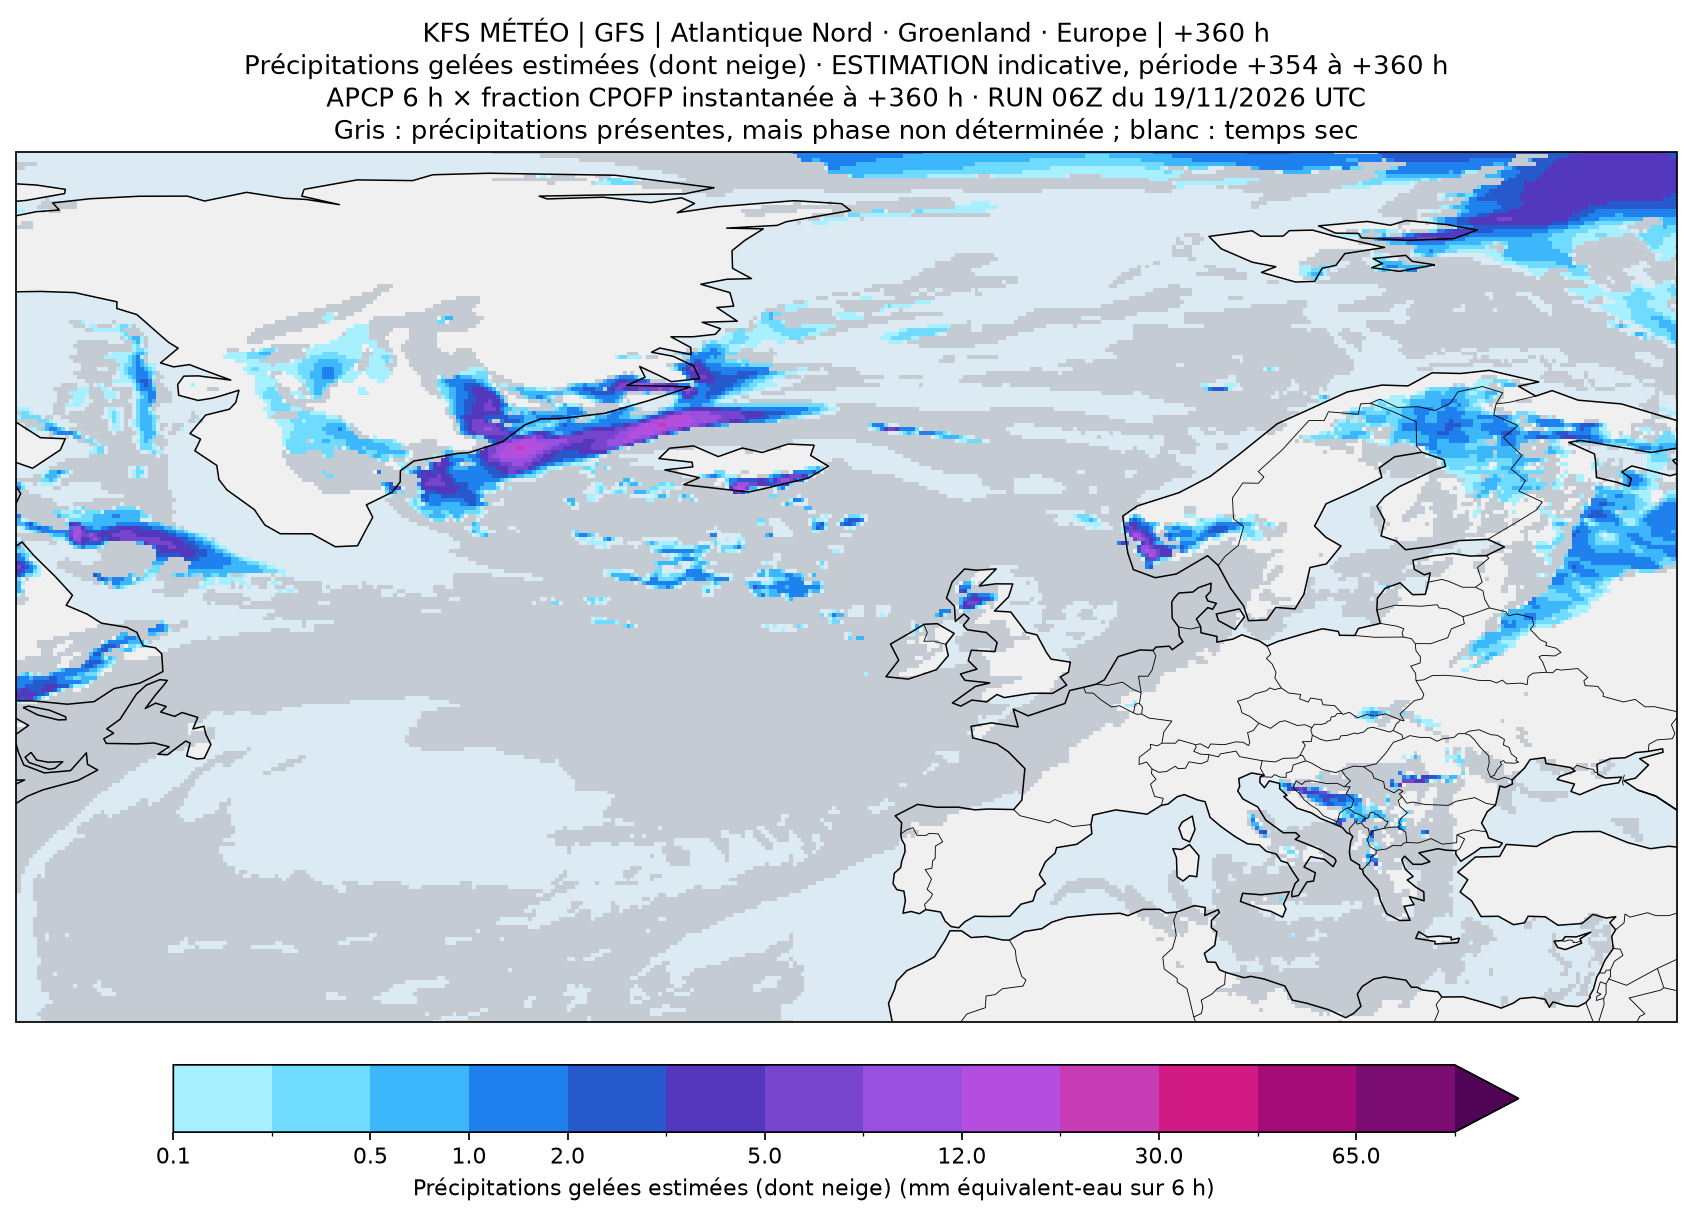 KFS MÉTÉO | GFS | Atlantique Nord · Groenland · Europe | +360 h
Précipitations gelées estimées (dont neige) · ESTIMATION indicative, période +354 à +360 h
APCP 6 h × fraction CPOFP instantanée à +360 h · RUN 06Z du 19/11/2026 UTC
Gris : précipitations présentes, mais phase non déterminée ; blanc : temps sec
0.1 0.5 1.0 2.0 5.0 12.0 30.0 65.0
Précipitations gelées estimées (dont neige) (mm équivalent-eau sur 6 h)